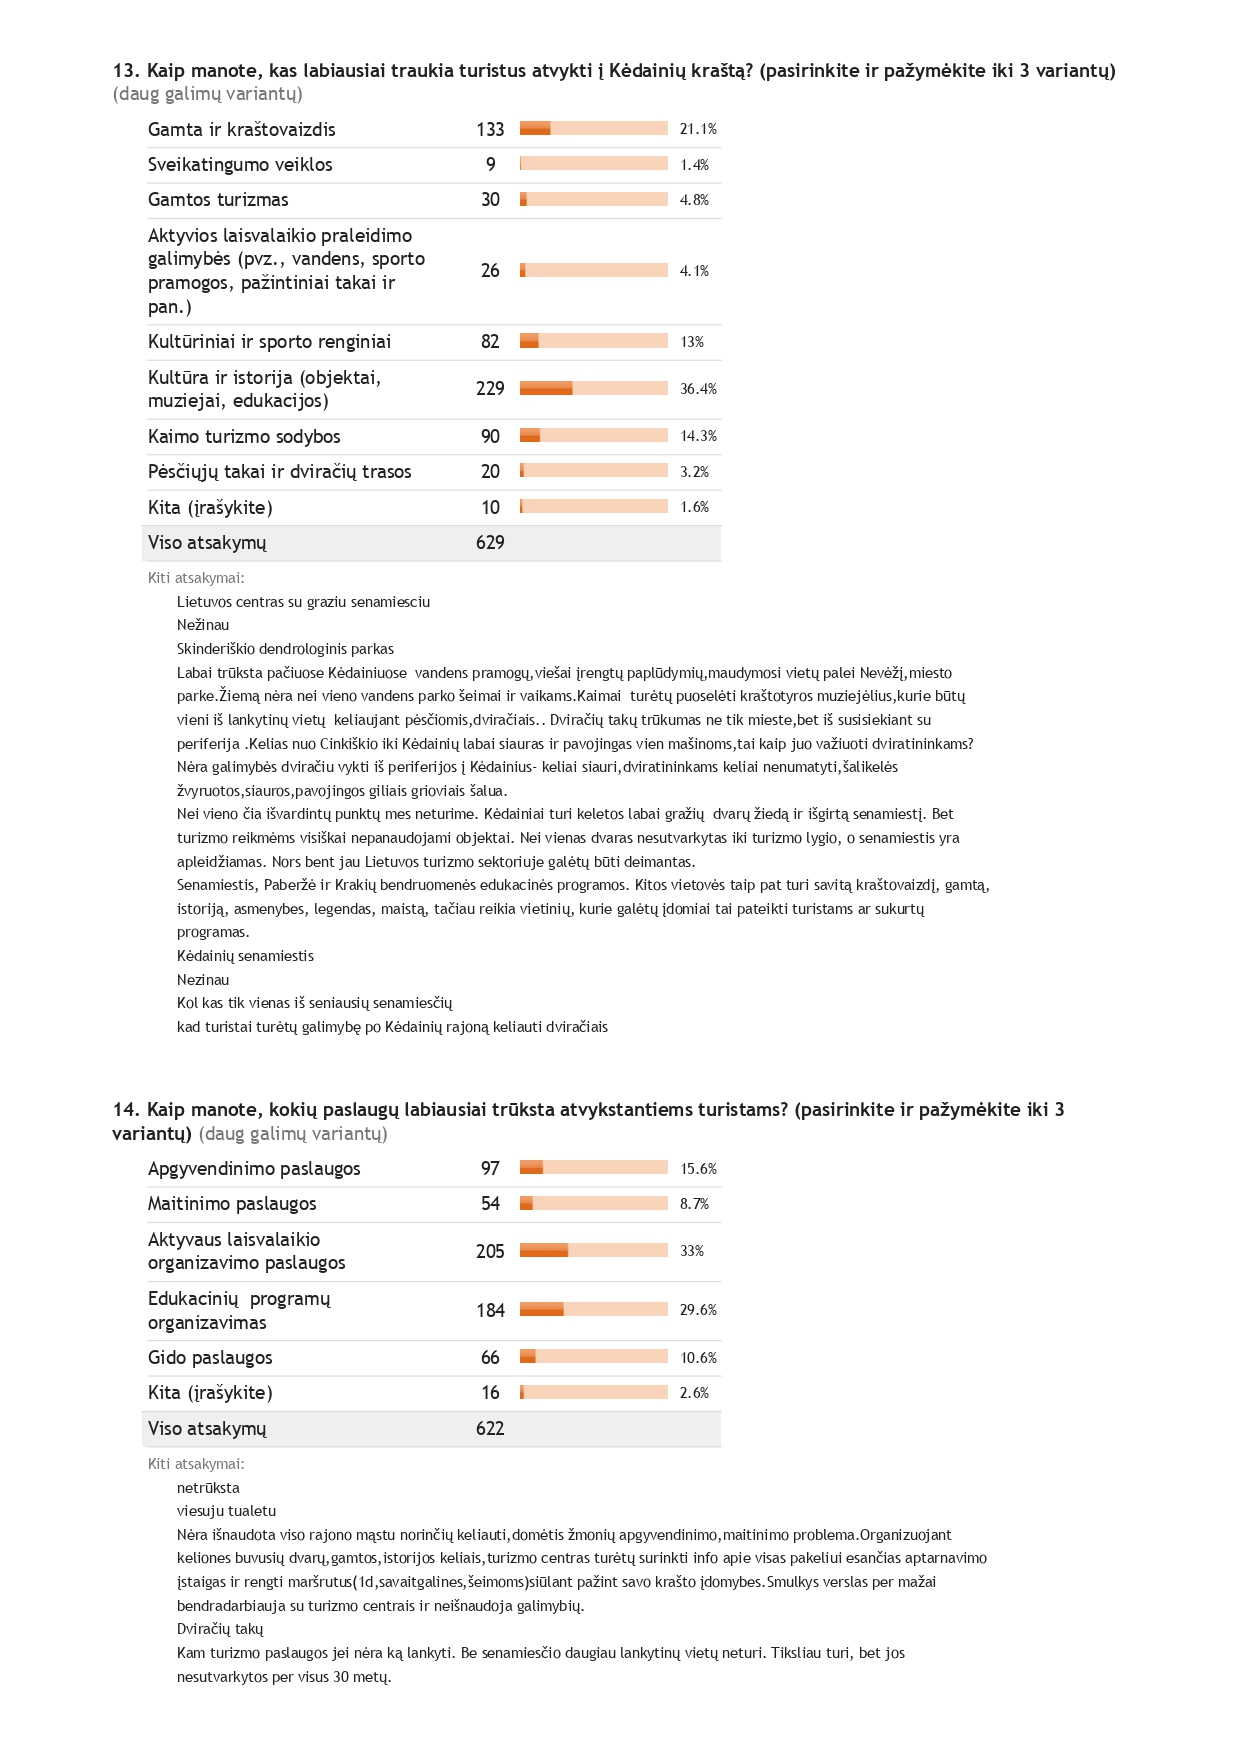 13. Kaip manote, kas labiausiai traukia turistus atvykti į Kėdainių kraštą? (pasirinkite ir pažymėkite iki 3 variantų)
(daug galimų variantų)
Gamta ir kraštovaizdis 133 21.1%
Sveikatingumo veiklos 9 1.4%
Gamtos turizmas 30 4.8%
Aktyvios laisvalaikio praleidimo
galimybės (pvz., vandens, sporto
pramogos, pažintiniai takai ir
pan.) 26 4.1%
Kultūriniai ir sporto renginiai 82 13%
Kultūra ir istorija (objektai,
muziejai, edukacijos) 229 36.4%
Kaimo turizmo sodybos 90 14.3%
Pėsčiųjų takai ir dviračių trasos 20 3.2%
Kita (įrašykite) 10 1.6%
Viso atsakymų 629
Kiti atsakymai:
Lietuvos centras su graziu senamiesciu
Nežinau
Skinderiškio dendrologinis parkas
Labai trūksta pačiuose Kėdainiuose  vandens pramogų,viešai įrengtų paplūdymių,maudymosi vietų palei Nevėžį,miesto
parke.Žiemą nėra nei vieno vandens parko šeimai ir vaikams.Kaimai  turėtų puoselėti kraštotyros muziejėlius,kurie būtų
vieni iš lankytinų vietų  keliaujant pėsčiomis,dviračiais.. Dviračių takų trūkumas ne tik mieste,bet iš susisiekiant su
periferija .Kelias nuo Cinkiškio iki Kėdainių labai siauras ir pavojingas vien mašinoms,tai kaip juo važiuoti dviratininkams?
Nėra galimybės dviračiu vykti iš periferijos į Kėdainius- keliai siauri,dviratininkams keliai nenumatyti,šalikelės
žvyruotos,siauros,pavojingos giliais grioviais šalua.
Nei vieno čia išvardintų punktų mes neturime. Kėdainiai turi keletos labai gražių  dvarų žiedą ir išgirtą senamiestį. Bet
turizmo reikmėms visiškai nepanaudojami objektai. Nei vienas dvaras nesutvarkytas iki turizmo lygio, o senamiestis yra
apleidžiamas. Nors bent jau Lietuvos turizmo sektoriuje galėtų būti deimantas.
Senamiestis, Paberžė ir Krakių bendruomenės edukacinės programos. Kitos vietovės taip pat turi savitą kraštovaizdį, gamtą,
istoriją, asmenybes, legendas, maistą, tačiau reikia vietinių, kurie galėtų įdomiai tai pateikti turistams ar sukurtų
programas.
Kėdainių senamiestis
Nezinau
Kol kas tik vienas iš seniausių senamiesčių
kad turistai turėtų galimybę po Kėdainių rajoną keliauti dviračiais
14. Kaip manote, kokių paslaugų labiausiai trūksta atvykstantiems turistams? (pasirinkite ir pažymėkite iki 3
variantų) (daug galimų variantų)
Apgyvendinimo paslaugos 97 15.6%
Maitinimo paslaugos 54 8.7%
Aktyvaus laisvalaikio
organizavimo paslaugos 205 33%
Edukacinių  programų
organizavimas 184 29.6%
Gido paslaugos 66 10.6%
Kita (įrašykite) 16 2.6%
Viso atsakymų 622
Kiti atsakymai:
netrūksta
viesuju tualetu
Nėra išnaudota viso rajono mąstu norinčių keliauti,domėtis žmonių apgyvendinimo,maitinimo problema.Organizuojant
keliones buvusių dvarų,gamtos,istorijos keliais,turizmo centras turėtų surinkti info apie visas pakeliui esančias aptarnavimo
įstaigas ir rengti maršrutus(1d,savaitgalines,šeimoms)siūlant pažint savo krašto įdomybes.Smulkys verslas per mažai
bendradarbiauja su turizmo centrais ir neišnaudoja galimybių.
Dviračių takų
Kam turizmo paslaugos jei nėra ką lankyti. Be senamiesčio daugiau lankytinų vietų neturi. Tiksliau turi, bet jos
nesutvarkytos per visus 30 metų.